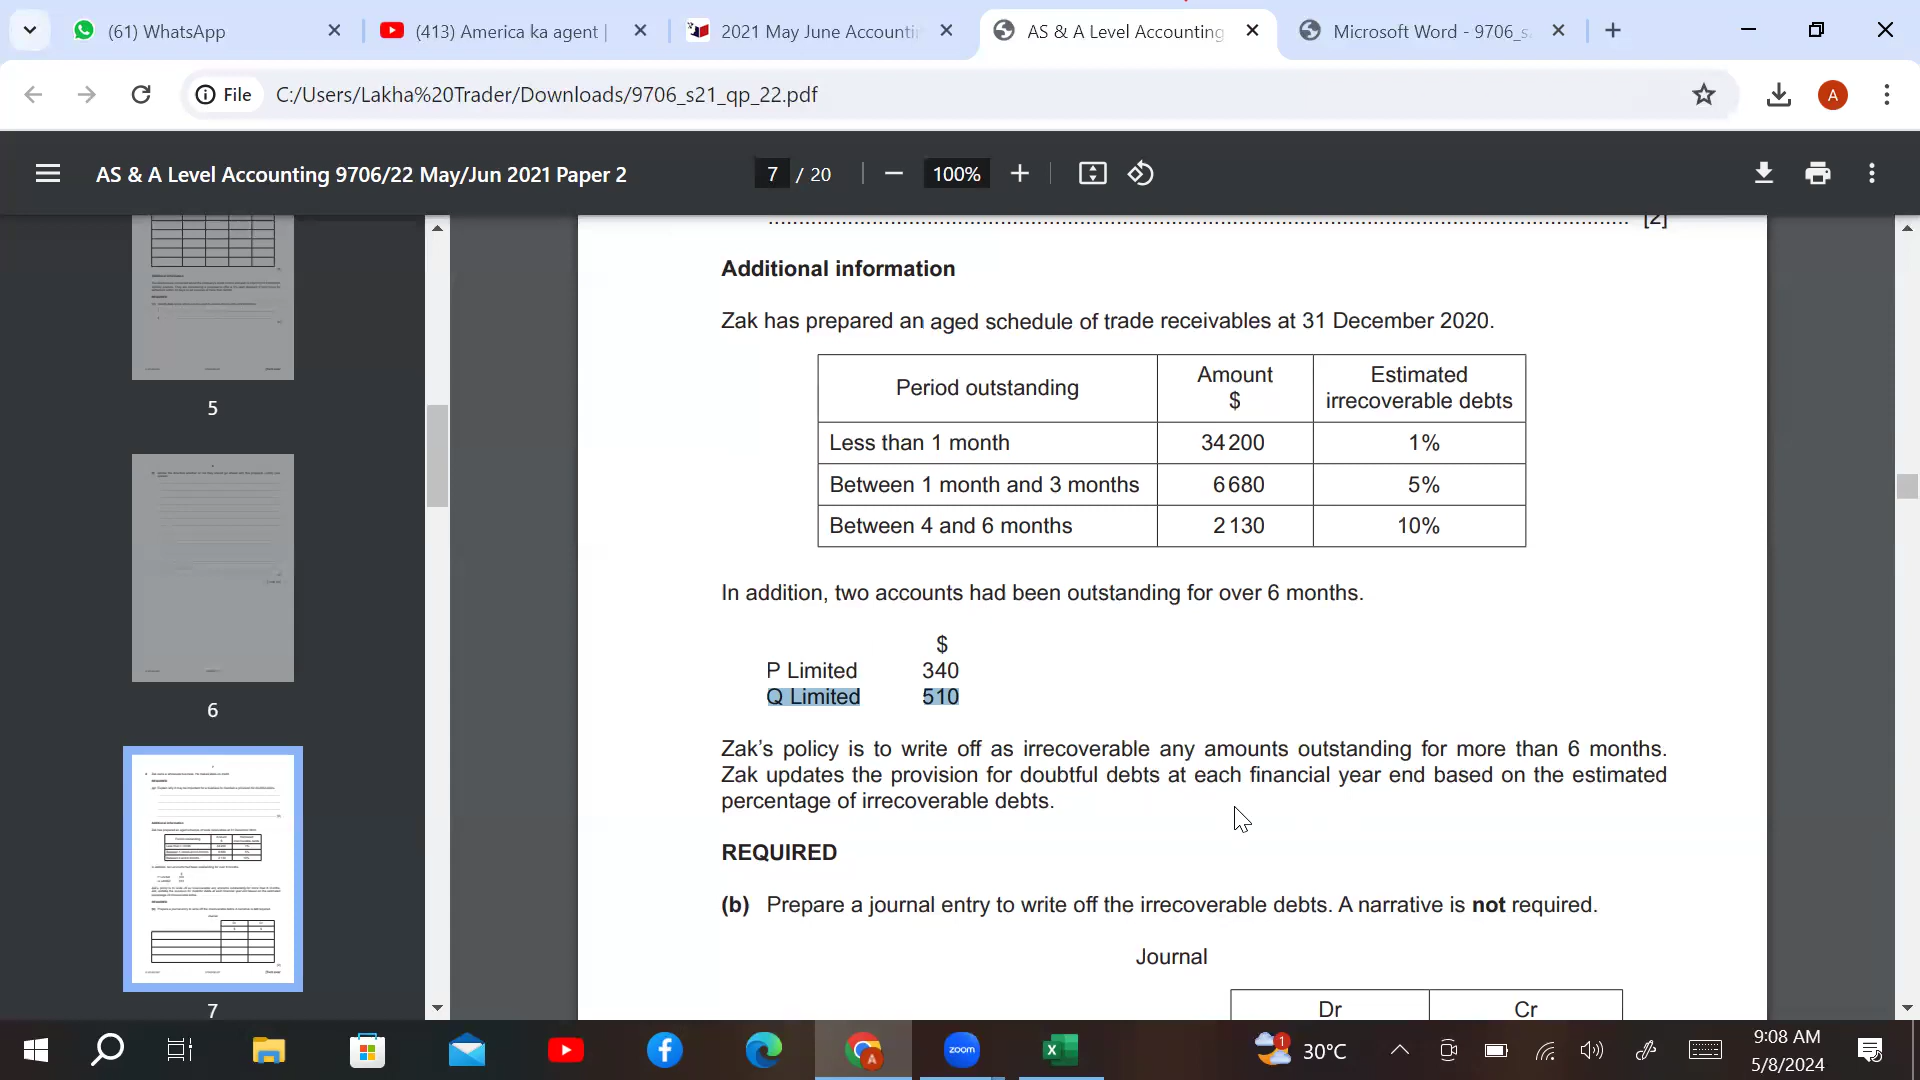 (61) WhatsApp
(413) America ka agent |
2021 May June Accounti
AS & A Level Accounting
Microsoft Word - 9706_s
File
C:/Users/Lakha%20Trader/Downloads/9706_s21_qp_22.pdf
A
AS & A Level Accounting 9706/22 May/Jun 2021 Paper 2
7 / 20
100%
5
6
7
[2]
Additional information
Zak has prepared an aged schedule of trade receivables at 31 December 2020.
Period outstanding Amount $ Estimated irrecoverable debts
Less than 1 month 34 200 1%
Between 1 month and 3 months 6 680 5%
Between 4 and 6 months 2 130 10%
In addition, two accounts had been outstanding for over 6 months.
$
P Limited 340
Q Limited 510
Zak's policy is to write off as irrecoverable any amounts outstanding for more than 6 months.
Zak updates the provision for doubtful debts at each financial year end based on the estimated
percentage of irrecoverable debts.
REQUIRED
(b) Prepare a journal entry to write off the irrecoverable debts. A narrative is not required.
Journal
Dr Cr
zoom
A
1
30°C
9:08 AM
5/8/2024